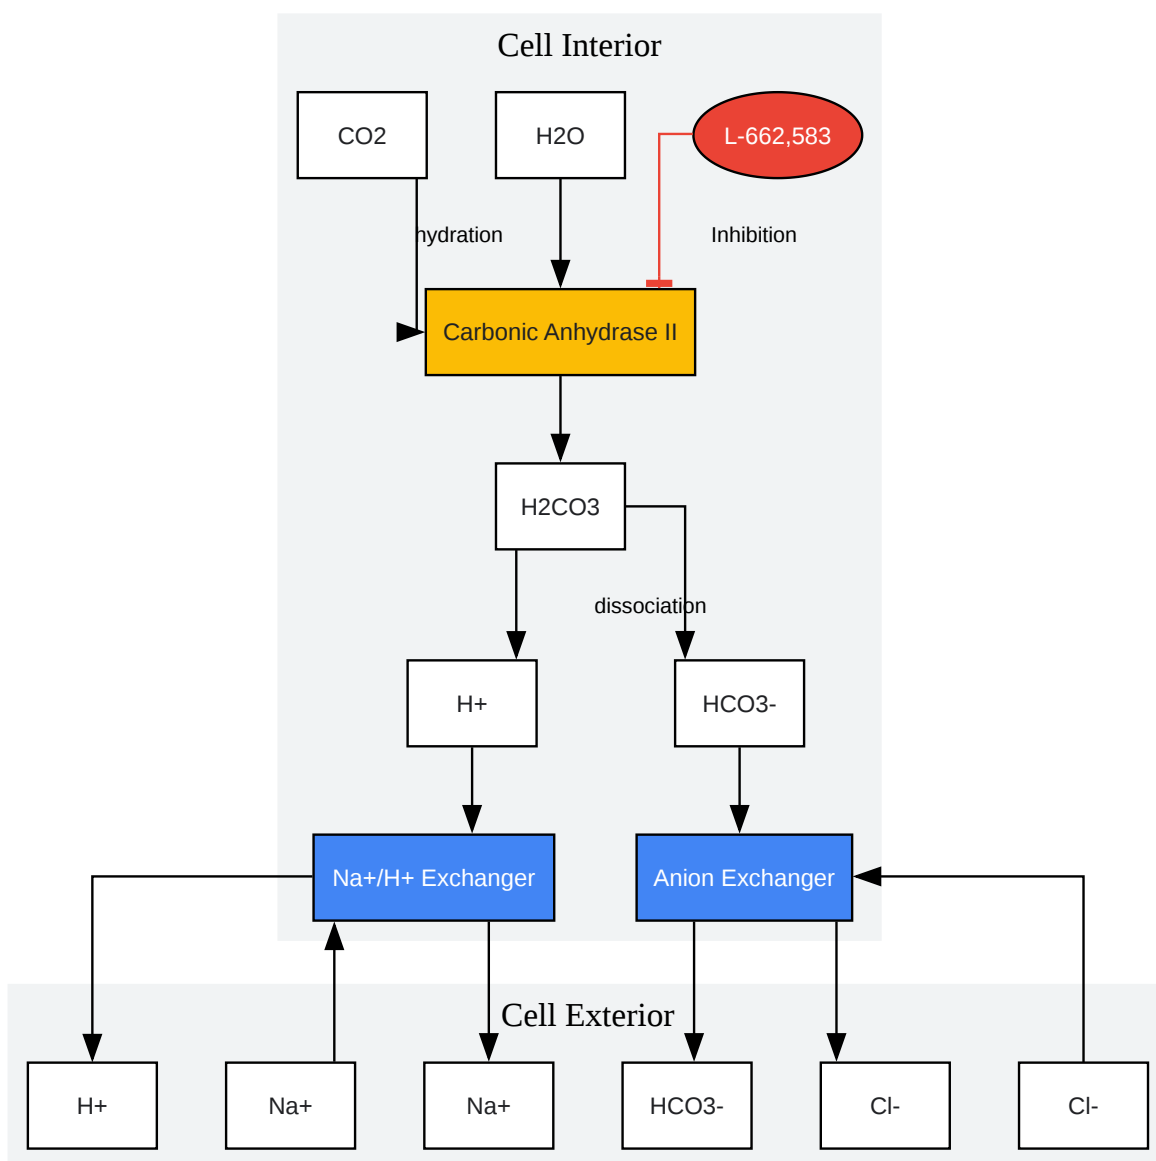 Cell Interior
CO2
H2O
L-662,583
hydration
Inhibition
Carbonic Anhydrase II
H2CO3
dissociation
H+
HCO3-
Na+/H+ Exchanger
Anion Exchanger
Cell Exterior
H+
Na+
Na+
HCO3-
Cl-
Cl-